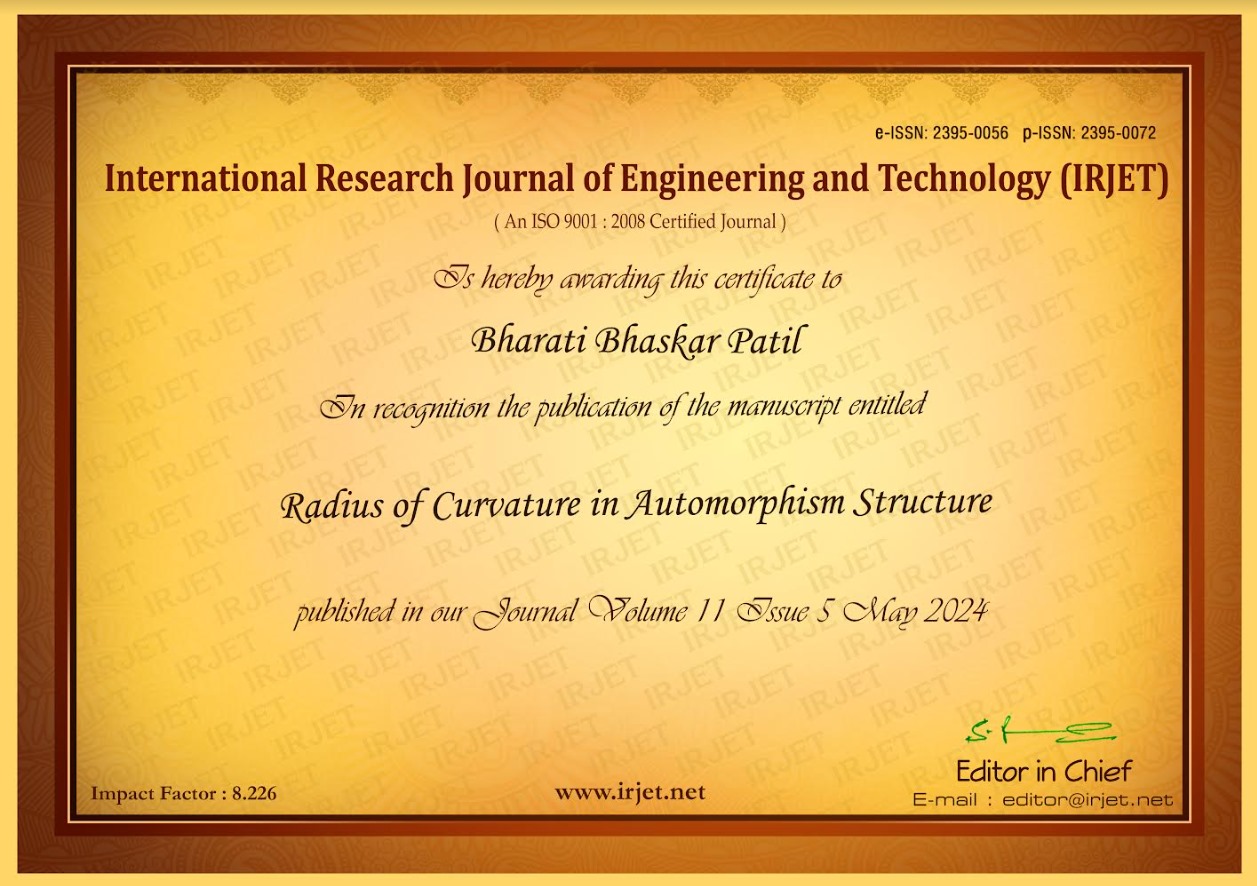 e-ISSN: 2395-0056 p-ISSN: 2395-0072
International Research Journal of Engineering and Technology (IRJET)
( An ISO 9001 : 2008 Certified Journal )
Is hereby awarding this certificate to
Bharati Bhaskar Patil
In recognition the publication of the manuscript entitled
Radius of Curvature in Automorphism Structure
published in our Journal Volume 11 Issue 5 May 2024
Editor in Chief
Impact Factor : 8.226
www.irjet.net
E-mail : editor@irjet.net